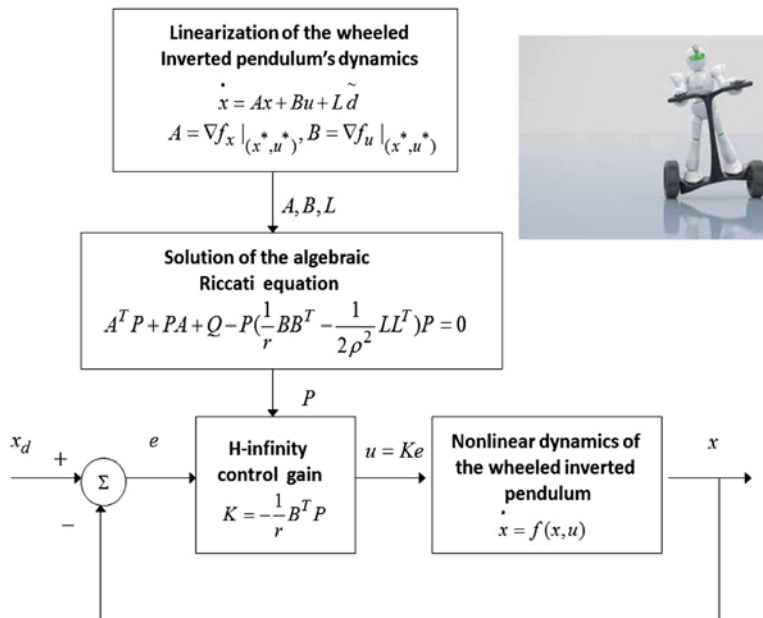 Linearization of the wheeled
Inverted pendulum's dynamics
ẋ = Ax + Bu + Ld̃
A = ∇f_x |_(x^*,u^*), B = ∇f_u |_(x^*,u^*)
A, B, L
Solution of the algebraic
Riccati equation
A^T P + PA + Q − P(1/r BB^T − 1/2ρ^2 LL^T)P = 0
P
x_d
+
−
Σ
e
H-infinity
control gain
K = −1/r B^T P
u = Ke
Nonlinear dynamics of
the wheeled inverted
pendulum
ẋ = f(x,u)
x